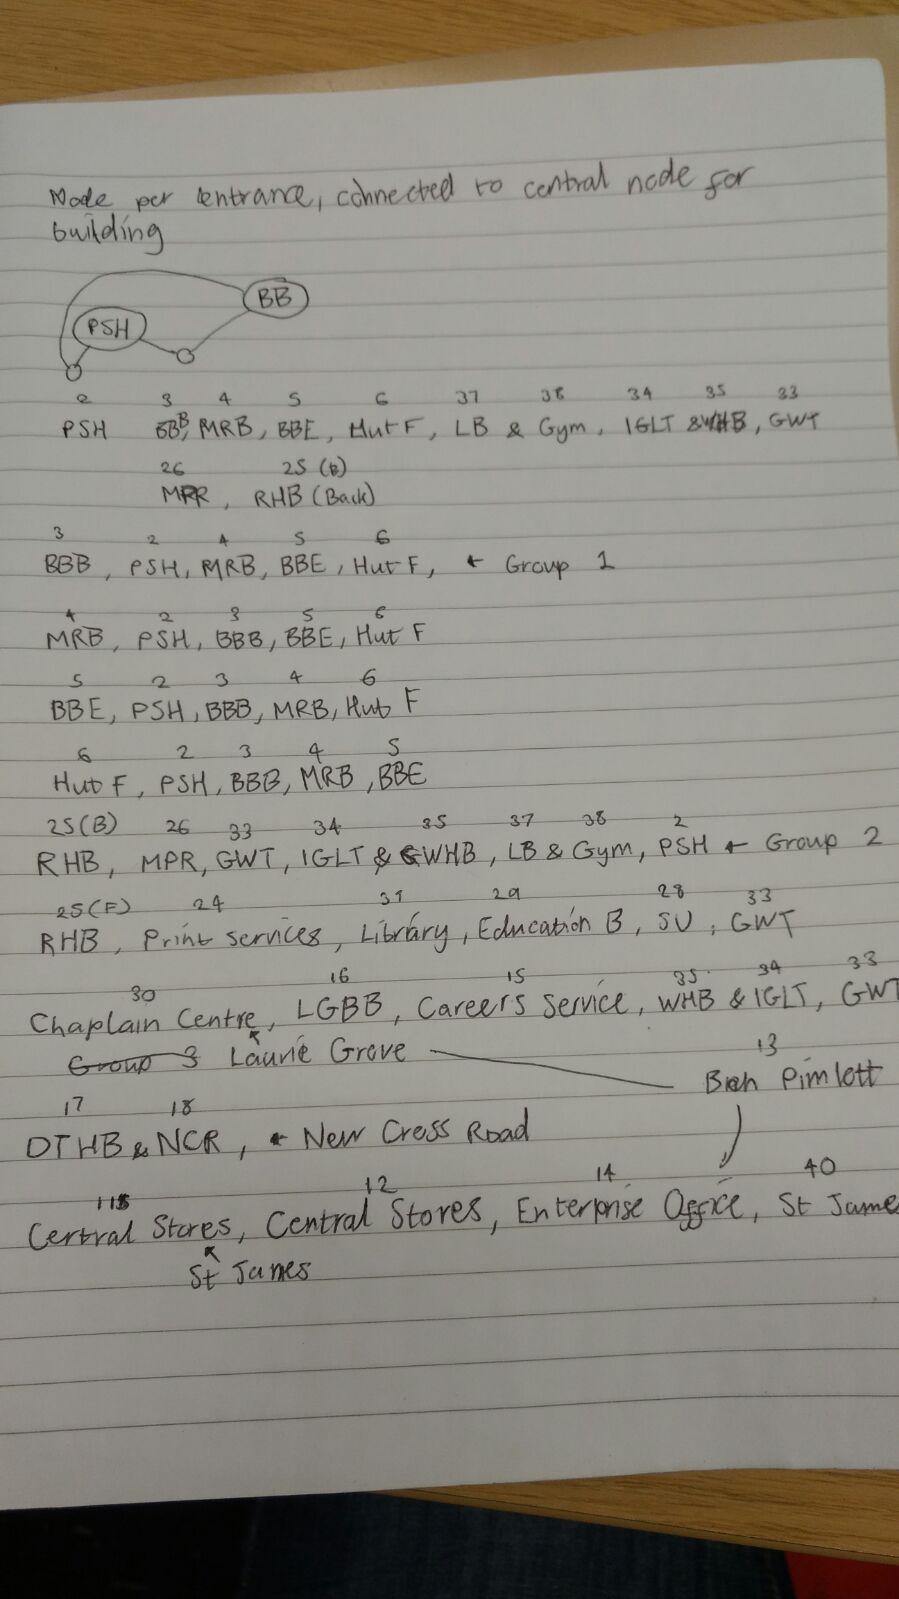 Node per entrance, connected to central node for
building
BB
PSH
2 3 4 5 6 37 38 34 35 33
PSH BBB, MRB, BBE, Hut F, LB & Gym, IGLT & WHB, GWT
26 25 (B)
MPR, RHB (Back)
3 2 4 5 6
BBB, PSH, MRB, BBE, Hut F, ← Group 1
4 2 3 5 6
MRB, PSH, BBB, BBE, Hut F
5 2 3 4 6
BBE, PSH, BBB, MRB, Hut F
6 2 3 4 5
Hut F, PSH, BBB, MRB, BBE
25(B) 26 33 34 35 37 38 2
RHB, MPR, GWT, IGLT & WHB, LB & Gym, PSH ← Group 2
25(F) 24 31 29 28 33
RHB, Print services, Library, Education B, SU, GWT
30 16 15 35 34 33
Chaplain Centre, LGBB, Careers Service, WHB & IGLT, GWT
Group 3 Laurie Grove
13
Ben Pimlott
17 18
DTHB & NCR, ← New Cross Road
12 14 40
Central Stores, Central Stores, Enterprise Office, St Jame
St James